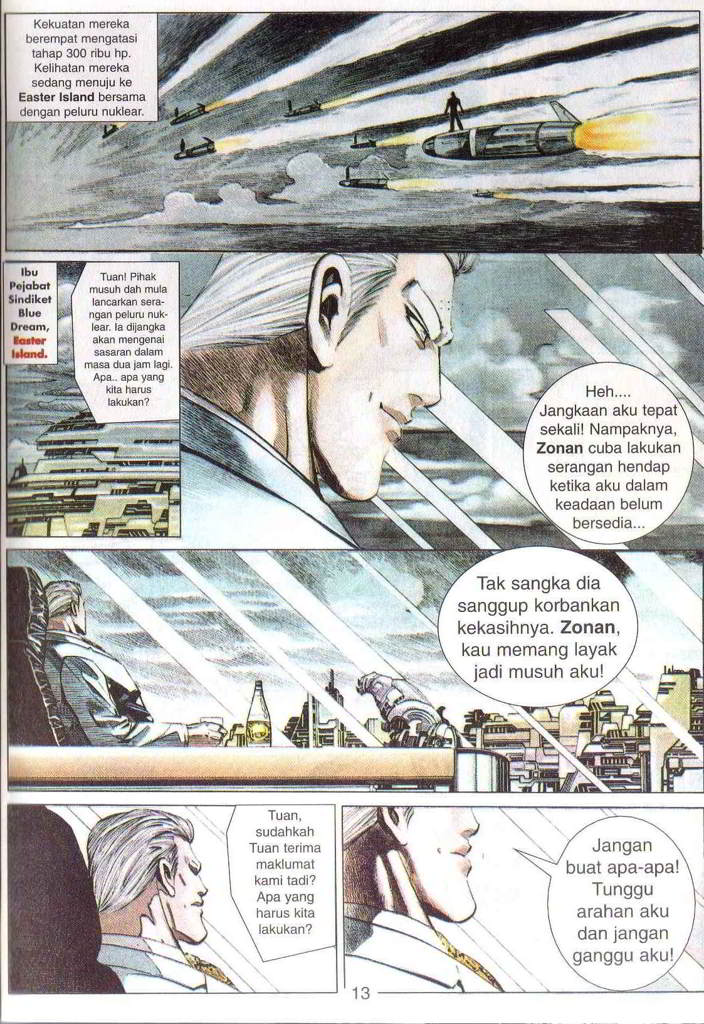 Kekuatan mereka
berempat mengatasi
tahap 300 ribu hp.
Kelihatan mereka
sedang menuju ke
Easter Island bersama
dengan peluru nuklear.
Ibu
Pejabat
Sindiket
Blue
Dream,
Easter
Island.
Tuan! Pihak
musuh dah mula
lancarkan sera-
ngan peluru nuk-
lear. Ia dijangka
akan mengenai
sasaran dalam
masa dua jam lagi.
Apa.. apa yang
kita harus
lakukan?
Heh....
Jangkaan aku tepat
sekali! Nampaknya,
Zonan cuba lakukan
serangan hendap
ketika aku dalam
keadaan belum
bersedia...
Tak sangka dia
sanggup korbankan
kekasihnya. Zonan,
kau memang layak
jadi musuh aku!
Tuan,
sudahkah
Tuan terima
maklumat
kami tadi?
Apa yang
harus kita
lakukan?
Jangan
buat apa-apa!
Tunggu
arahan aku
dan jangan
ganggu aku!
13